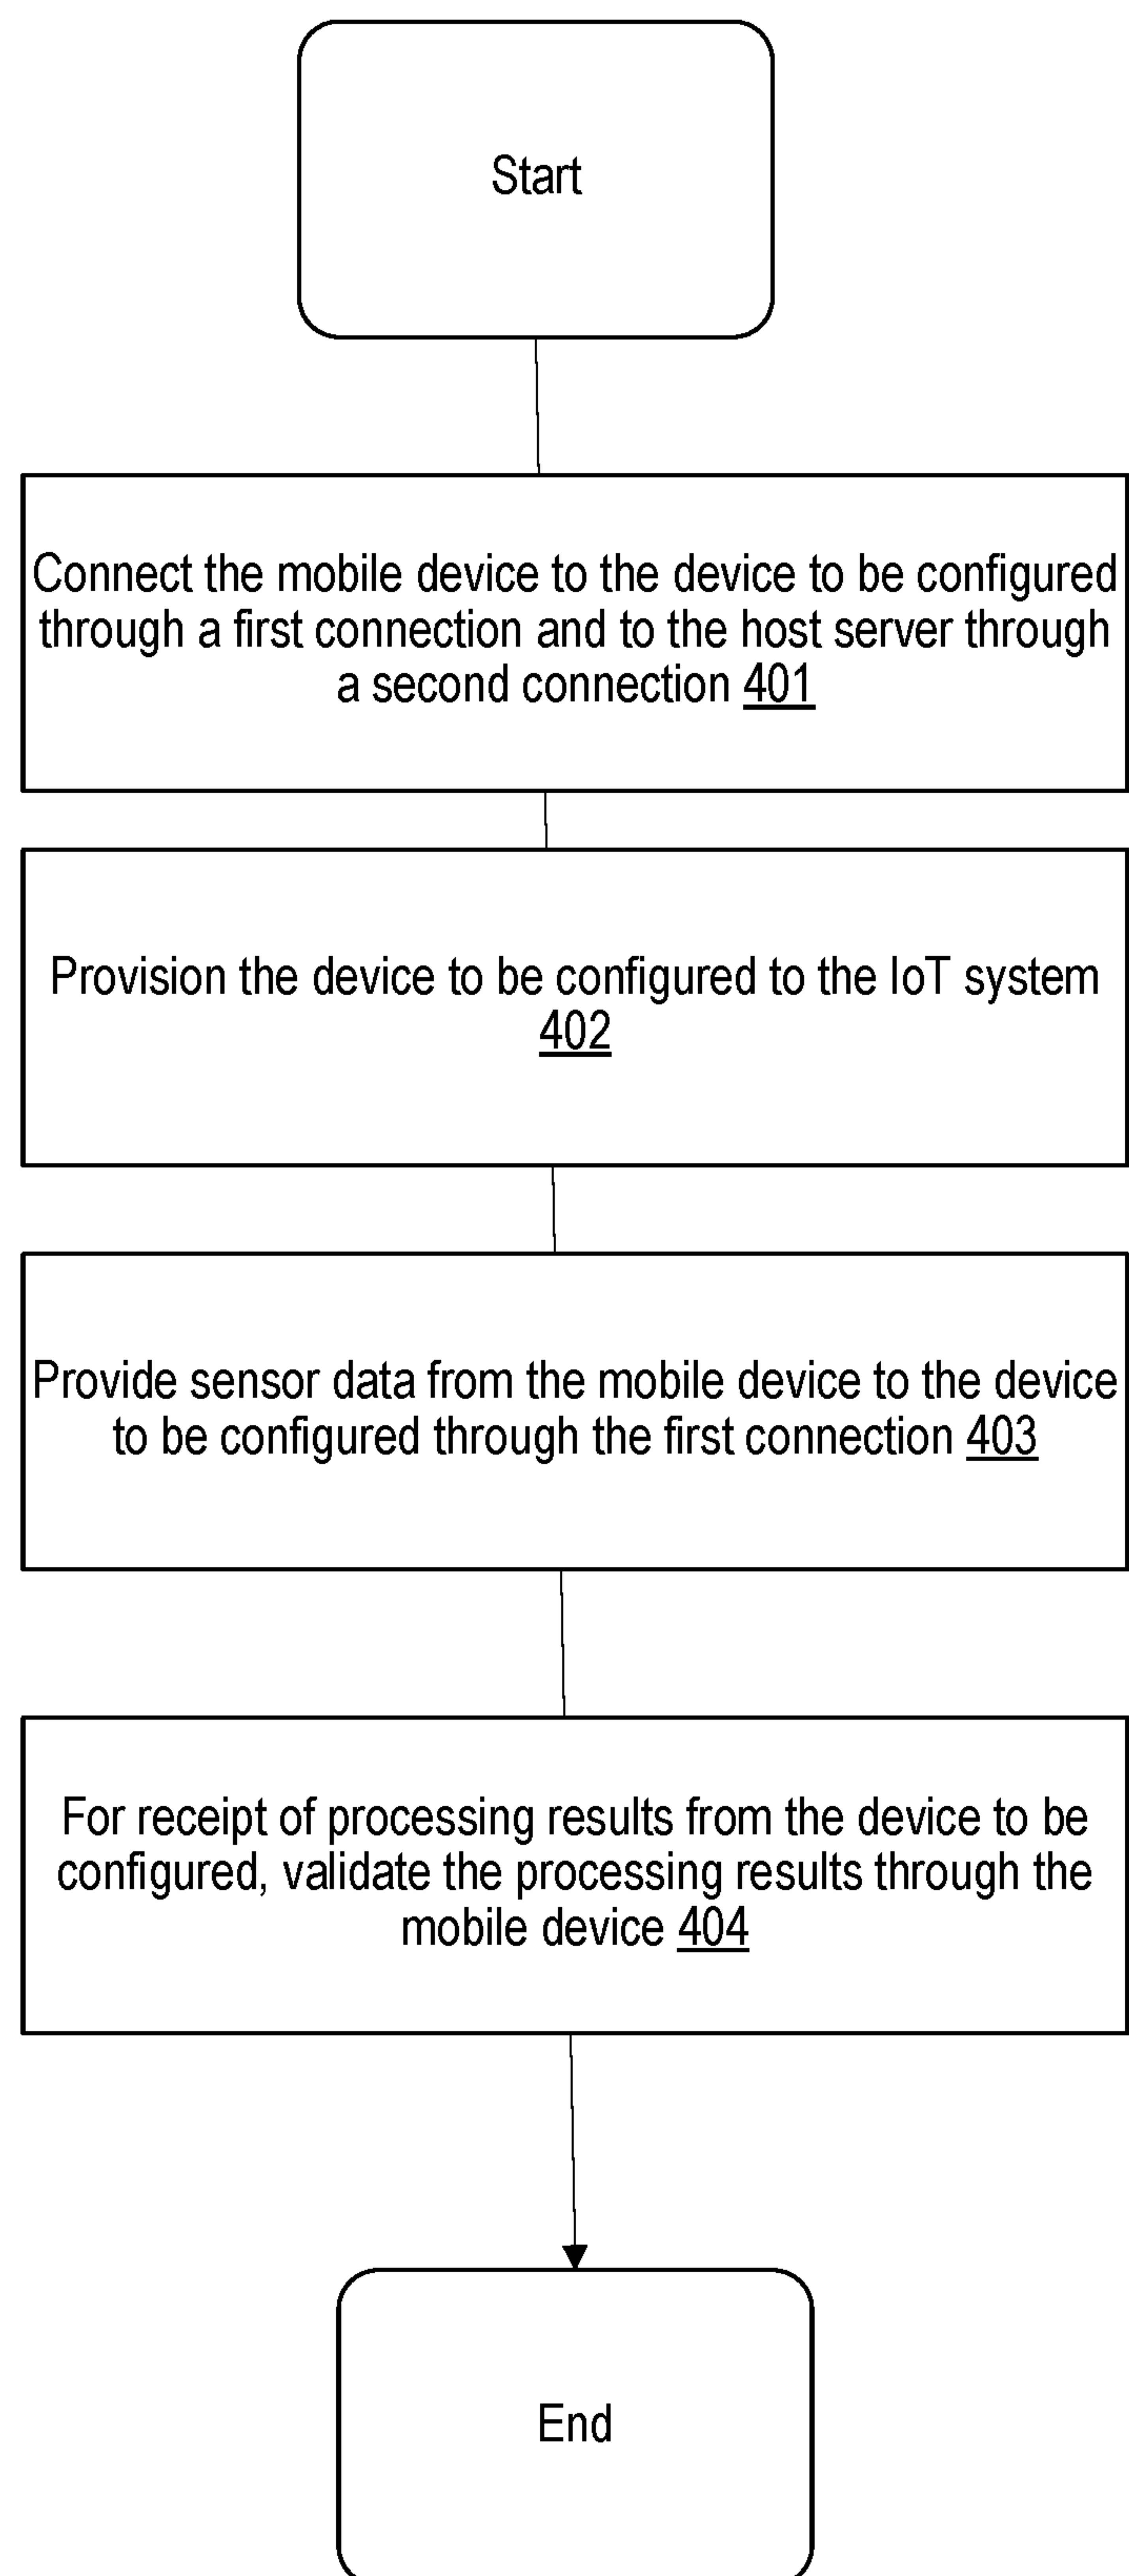 Start
Connect the mobile device to the device to be configured
through a first connection and to the host server through
a second connection 401
Provision the device to be configured to the IoT system
402
Provide sensor data from the mobile device to the device
to be configured through the first connection 403
For receipt of processing results from the device to be
configured, validate the processing results through the
mobile device 404
End